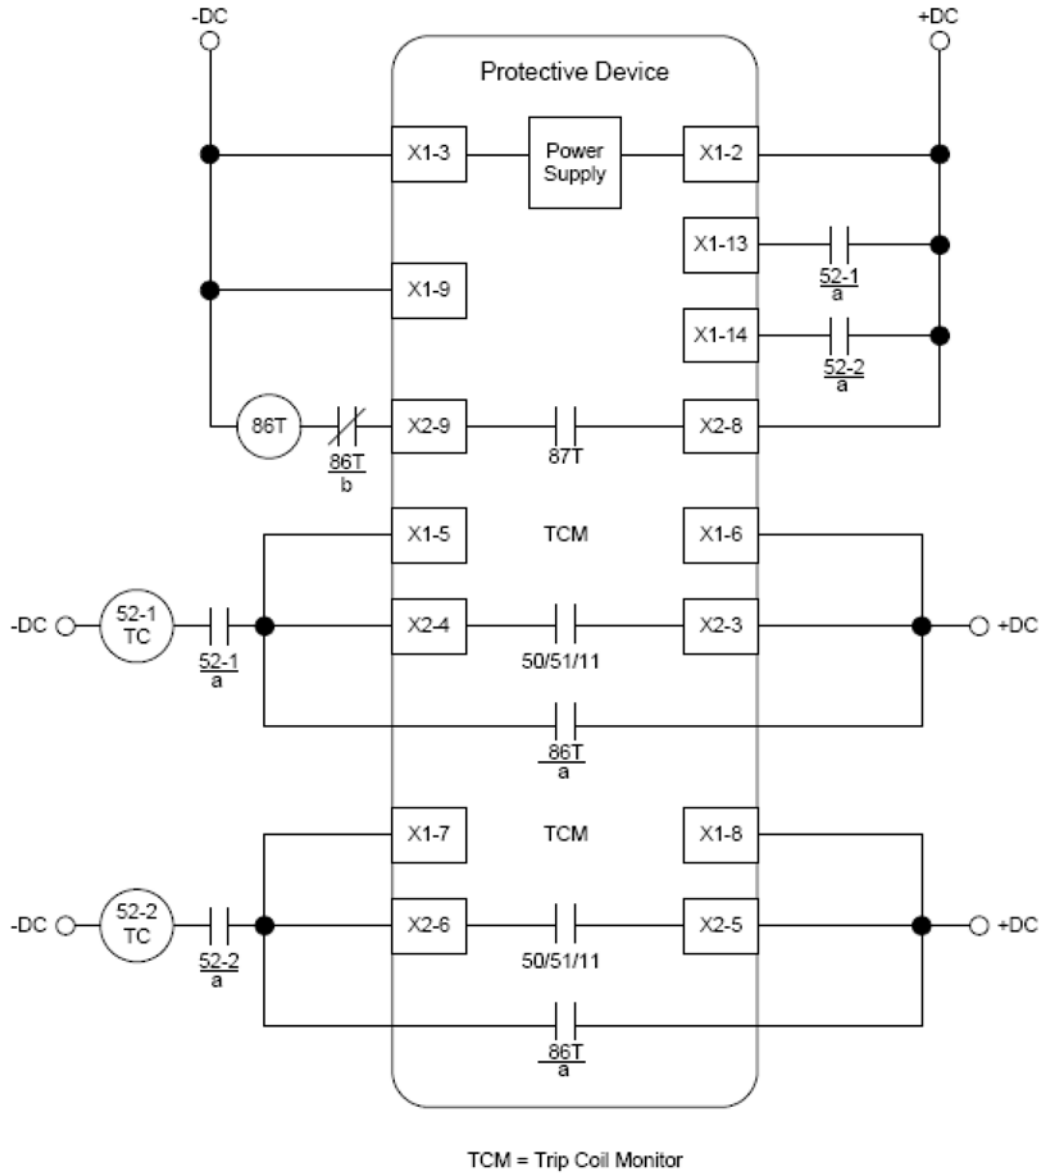 -DC
+DC
Protective Device
X1-3
Power
Supply
X1-2
X1-13
52-1
a
X1-9
X1-14
52-2
a
86T
86T
b
X2-9
87T
X2-8
X1-5
TCM
X1-6
-DC
52-1
TC
52-1
a
X2-4
50/51/11
X2-3
+DC
86T
a
X1-7
TCM
X1-8
-DC
52-2
TC
52-2
a
X2-6
50/51/11
X2-5
+DC
86T
a
TCM = Trip Coil Monitor